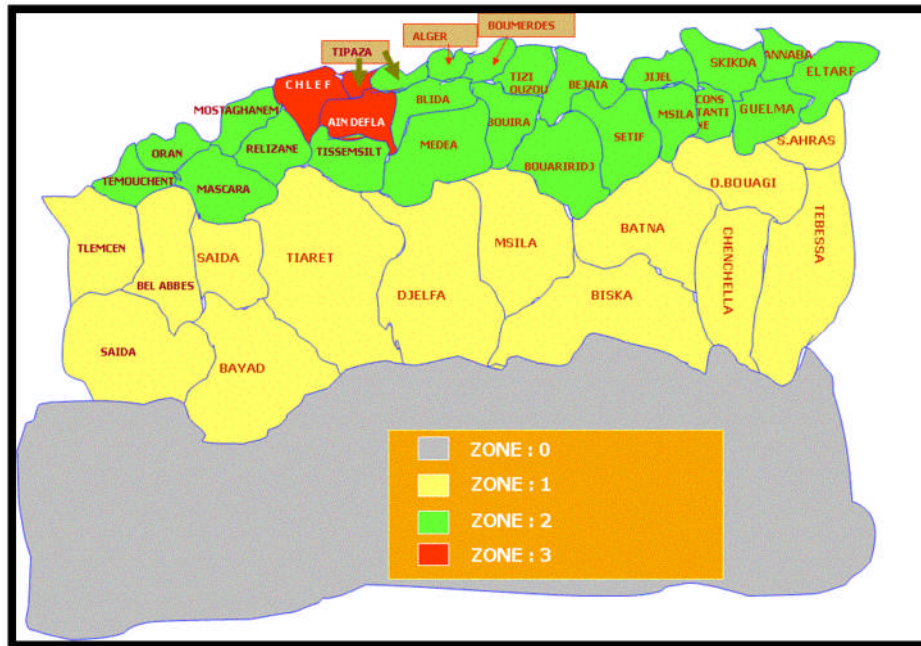 BOUMERDES
ALGER
TIPAZA
ANNABA
SKIKDA
ELTARF
JIJEL
TIZI
OUZOU
BEJAIA
CHLEF
BLIDA
MOSTAGHANEM
AIN DEFLA
BOUIRA
MSILA
CONS
TANTI
NE
GUELMA
SETIF
S.AHRAS
ORAN
RELIZANE
TISSEMSILT
MEDEA
BOUARIRIDJ
TEMOUCHENT
MASCARA
O.BOUAGI
TLEMCEN
BEL ABBES
SAIDA
TIARET
DJELFA
MSILA
BATNA
CHENCHELLA
TEBESSA
BISKA
SAIDA
BAYAD
ZONE : 0
ZONE : 1
ZONE : 2
ZONE : 3